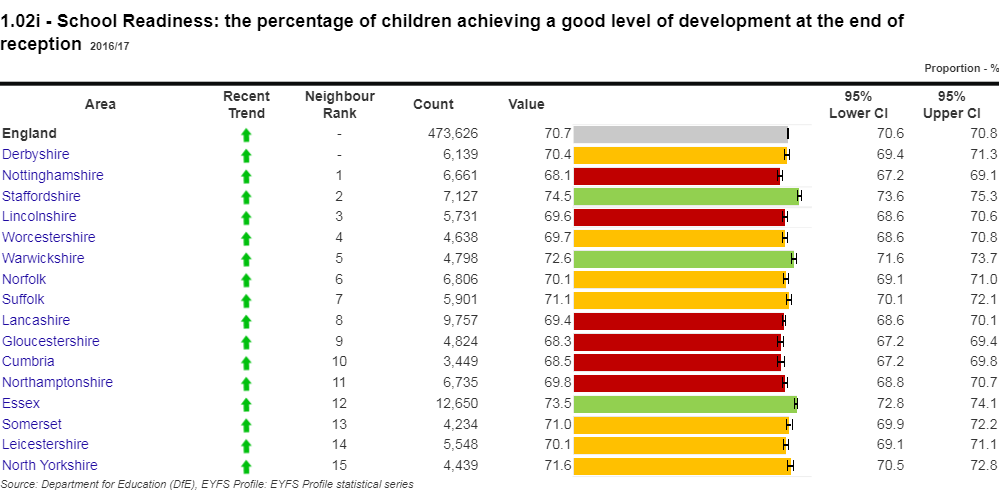 1.02i - School Readiness: the percentage of children achieving a good level of development at the end of
reception 2016/17
Proportion - %
Area Recent Trend Neighbour Rank Count Value 95% Lower CI 95% Upper CI
England - 473,626 70.7 70.6 70.8
Derbyshire - 6,139 70.4 69.4 71.3
Nottinghamshire 1 6,661 68.1 67.2 69.1
Staffordshire 2 7,127 74.5 73.6 75.3
Lincolnshire 3 5,731 69.6 68.6 70.6
Worcestershire 4 4,638 69.7 68.6 70.8
Warwickshire 5 4,798 72.6 71.6 73.7
Norfolk 6 6,806 70.1 69.1 71.0
Suffolk 7 5,901 71.1 70.1 72.1
Lancashire 8 9,757 69.4 68.6 70.1
Gloucestershire 9 4,824 68.3 67.2 69.4
Cumbria 10 3,449 68.5 67.2 69.8
Northamptonshire 11 6,735 69.8 68.8 70.7
Essex 12 12,650 73.5 72.8 74.1
Somerset 13 4,234 71.0 69.9 72.2
Leicestershire 14 5,548 70.1 69.1 71.1
North Yorkshire 15 4,439 71.6 70.5 72.8
Source: Department for Education (DfE), EYFS Profile: EYFS Profile statistical series